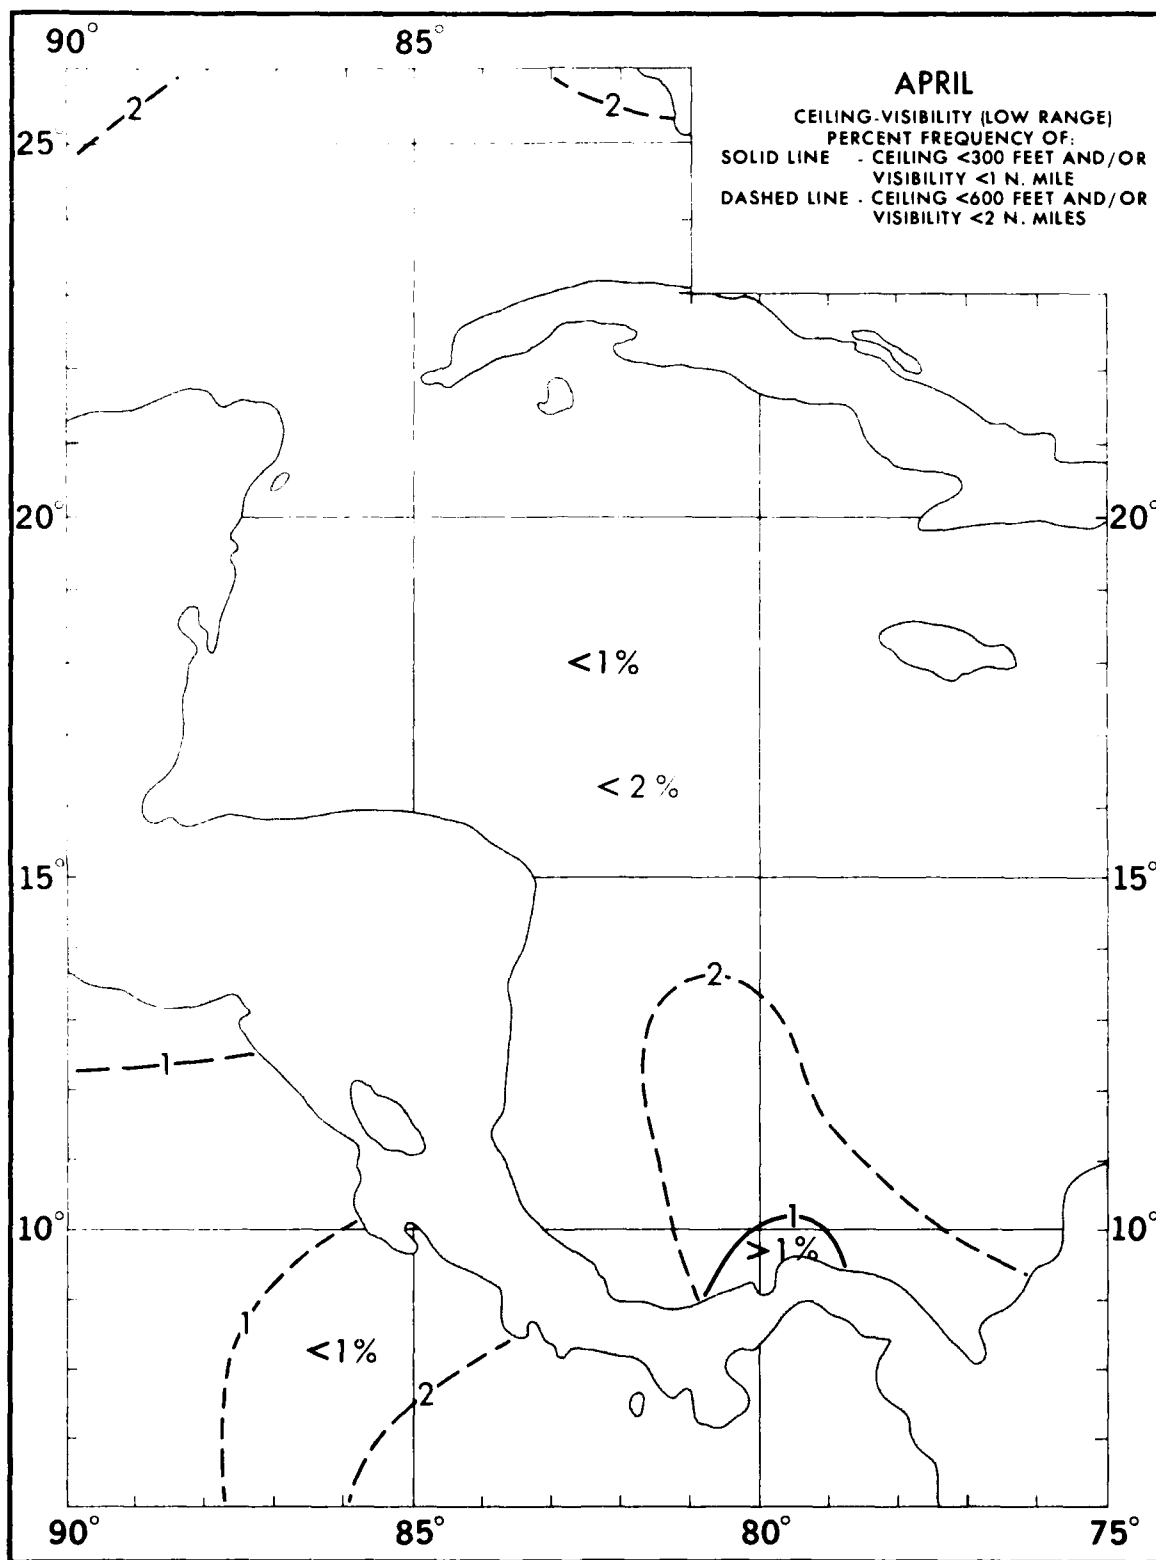 90° 85°
APRIL
CEILING-VISIBILITY (LOW RANGE)
PERCENT FREQUENCY OF:
SOLID LINE - CEILING <300 FEET AND/OR
VISIBILITY <1 N. MILE
DASHED LINE - CEILING <600 FEET AND/OR
VISIBILITY <2 N. MILES
2 2
25°
20° 20°
<1%
<2%
15° 15°
2
1
10° 1 10°
>1%
1
<1%
2
90° 85° 80° 75°